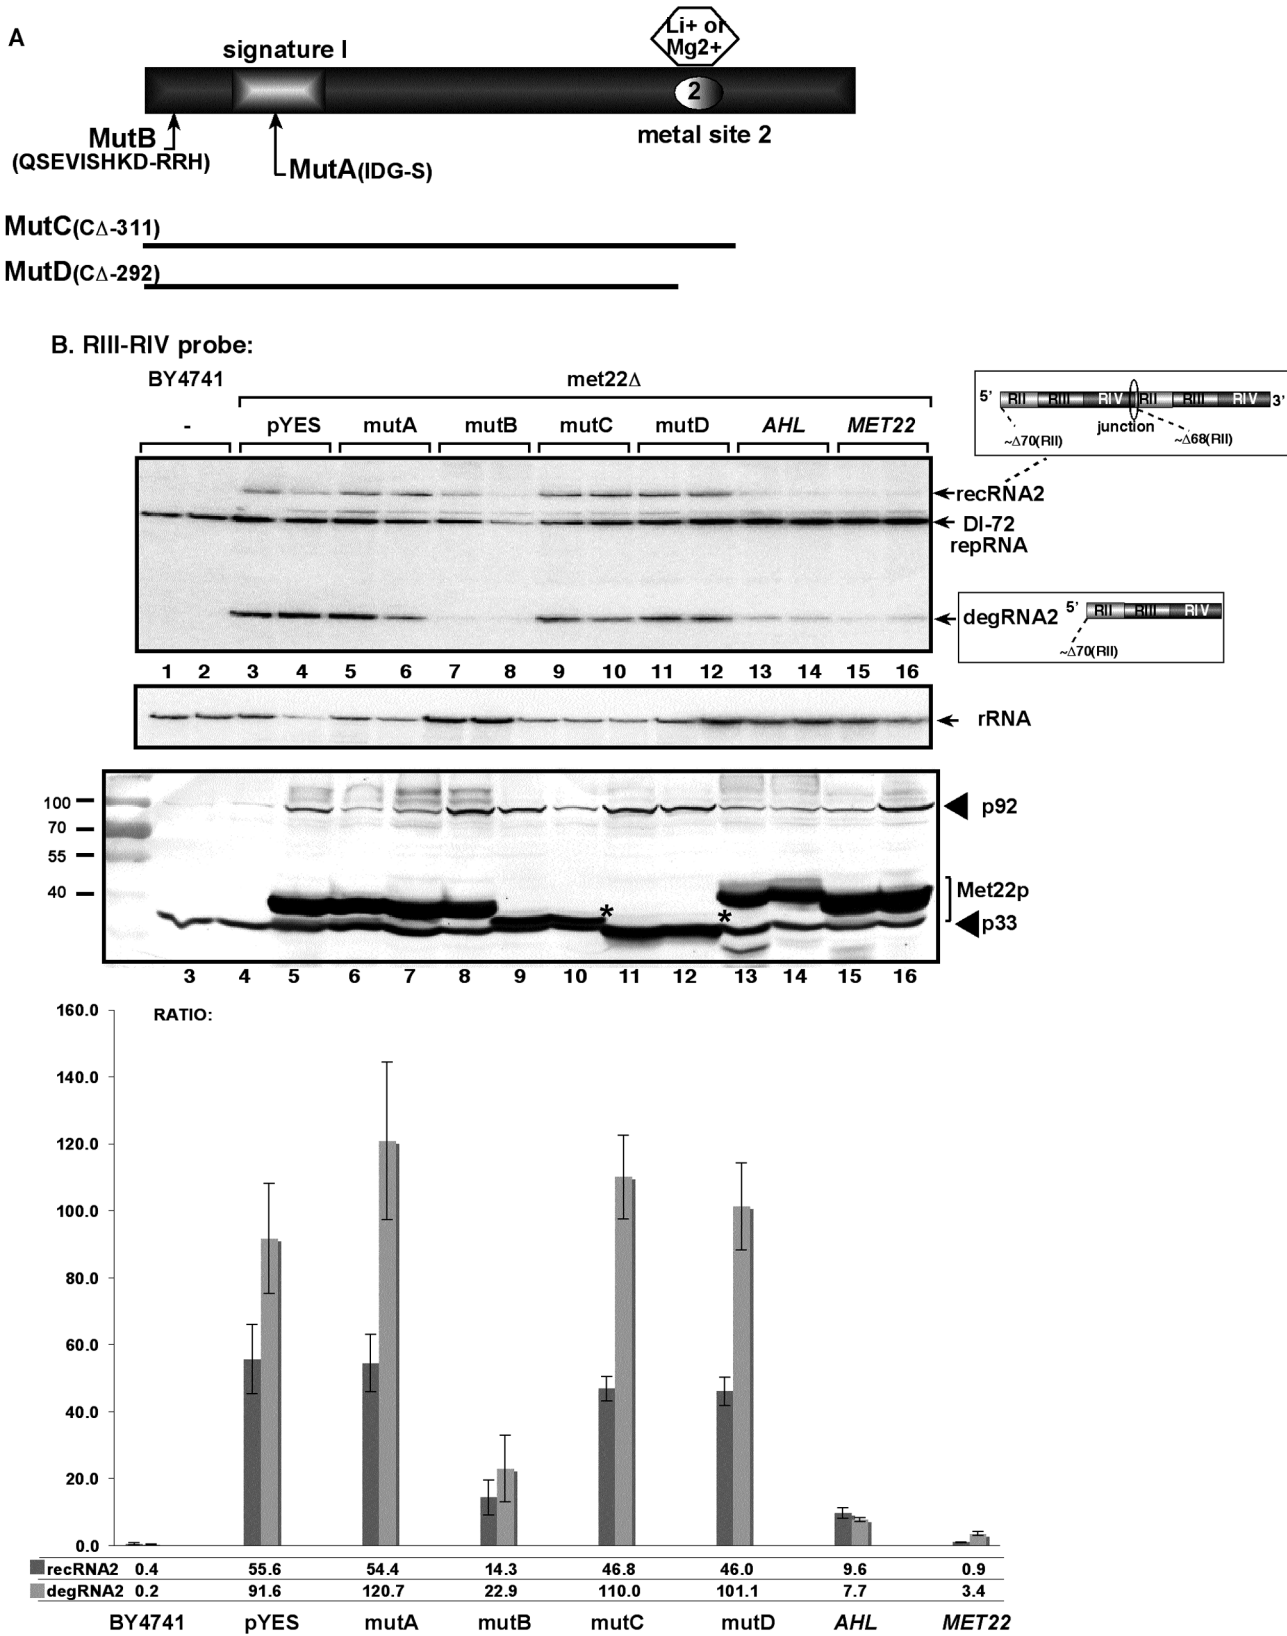 A
signature I
Li+ or
Mg2+
2
metal site 2
MutB
(QSEVISHKD-RRH)
MutA(IDG-S)
MutC(CΔ-311)
MutD(CΔ-292)
B. RIII-RIV probe:
BY4741
met22Δ
- pYES mutA mutB mutC mutD AHL MET22
5' RII RIII RIV RII RIII RIV 3'
junction
~Δ70(RII) ~Δ68(RII)
recRNA2
DI-72
repRNA
degRNA2
5' RII RIII RIV
~Δ70(RII)
1 2 3 4 5 6 7 8 9 10 11 12 13 14 15 16
rRNA
100
70
55
40
p92
Met22p
p33
* *
3 4 5 6 7 8 9 10 11 12 13 14 15 16
RATIO:
160.0
140.0
120.0
100.0
80.0
60.0
40.0
20.0
0.0
recRNA2 0.4 55.6 54.4 14.3 46.8 46.0 9.6 0.9
degRNA2 0.2 91.6 120.7 22.9 110.0 101.1 7.7 3.4
BY4741 pYES mutA mutB mutC mutD AHL MET22